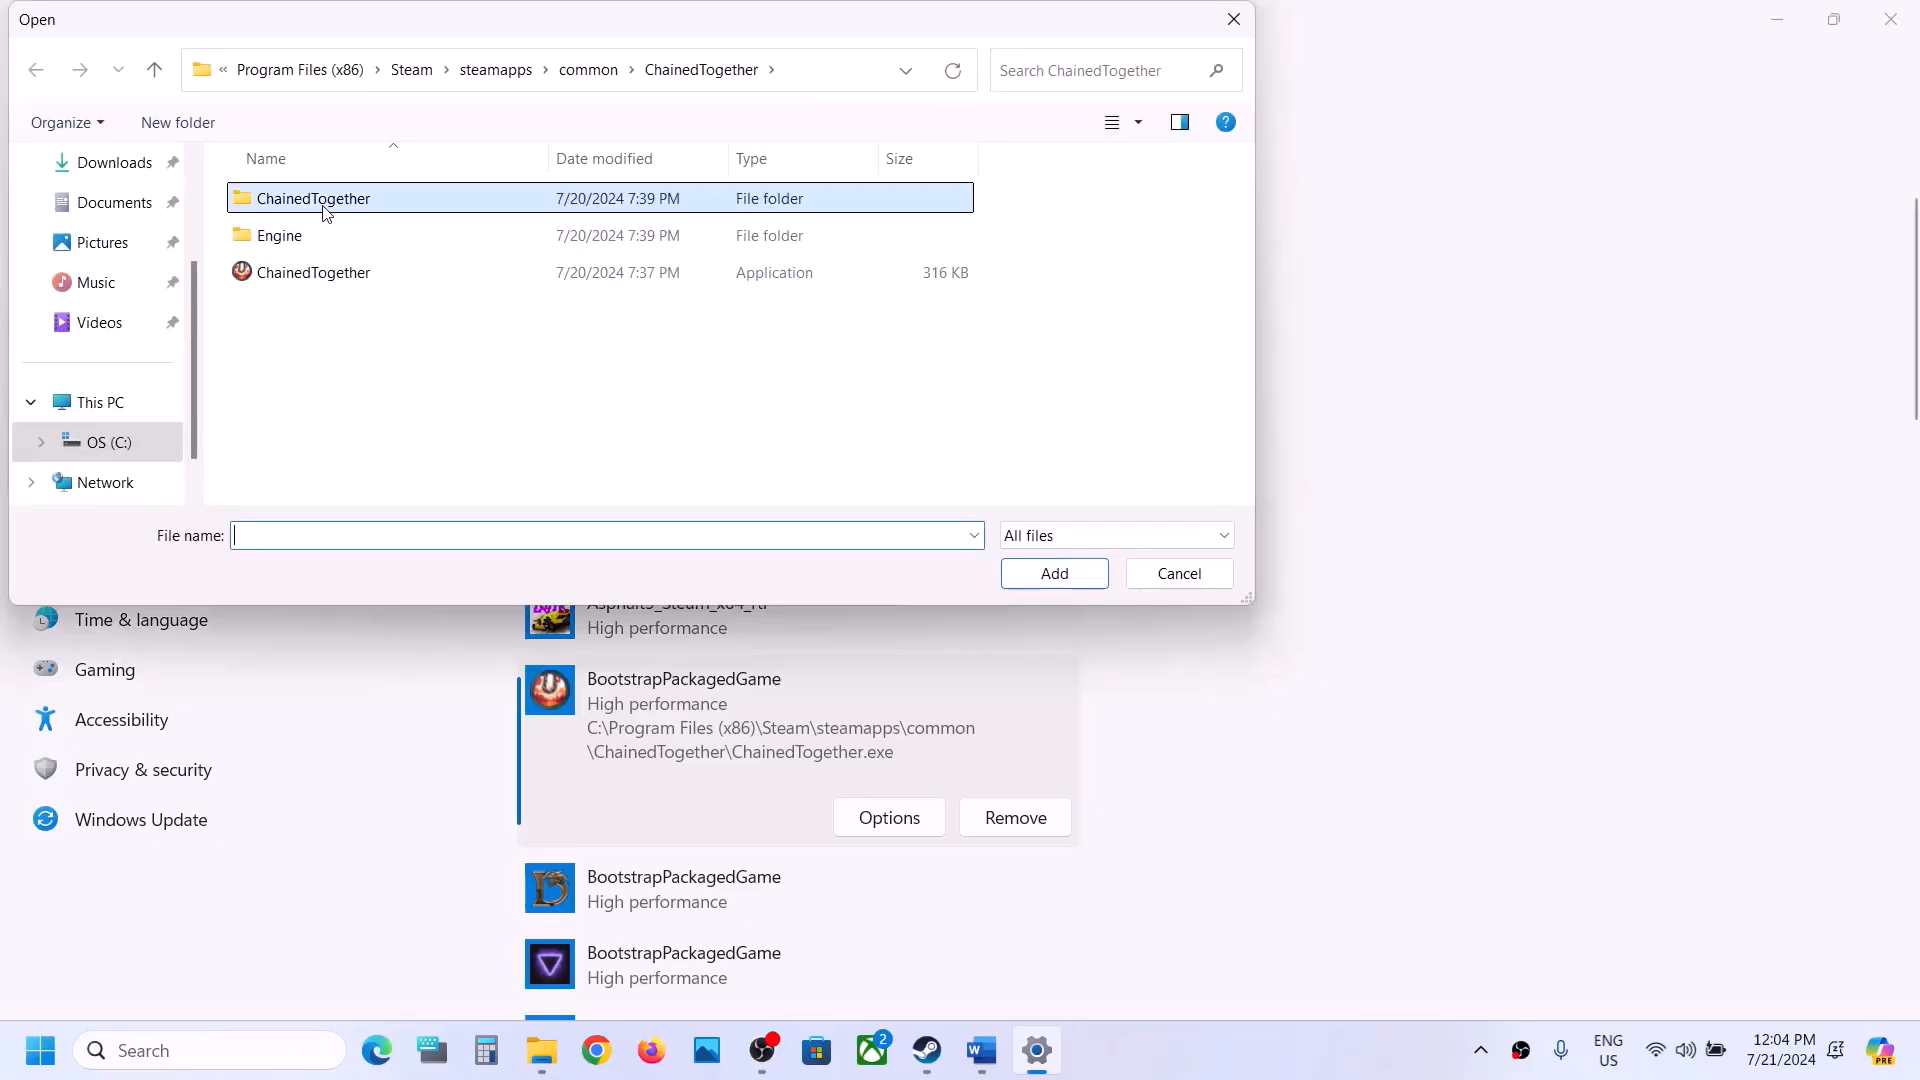 Open
« Program Files (x86) › Steam › steamapps › common › ChainedTogether ›
Search ChainedTogether
Organize
New folder
?
Downloads
Documents
Pictures
Music
Videos
This PC
OS (C:)
Network
Name Date modified Type Size
ChainedTogether 7/20/2024 7:39 PM File folder
Engine 7/20/2024 7:39 PM File folder
ChainedTogether 7/20/2024 7:37 PM Application 316 KB
File name:
All files
Add
Cancel
Time & language
Gaming
Accessibility
Privacy & security
Windows Update
High performance
BootstrapPackagedGame
High performance
C:\Program Files (x86)\Steam\steamapps\common
\ChainedTogether\ChainedTogether.exe
Options
Remove
BootstrapPackagedGame
High performance
BootstrapPackagedGame
High performance
Search
2
ENG
US
12:04 PM
7/21/2024
PRE